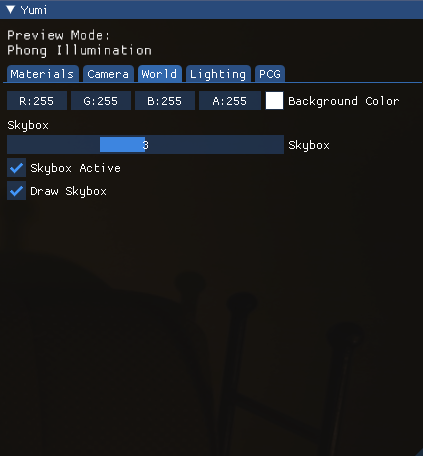 Yumi
Preview Mode:
Phong Illumination
Materials Camera World Lighting PCG
R:255 G:255 B:255 A:255 Background Color
Skybox
3 Skybox
Skybox Active
Draw Skybox